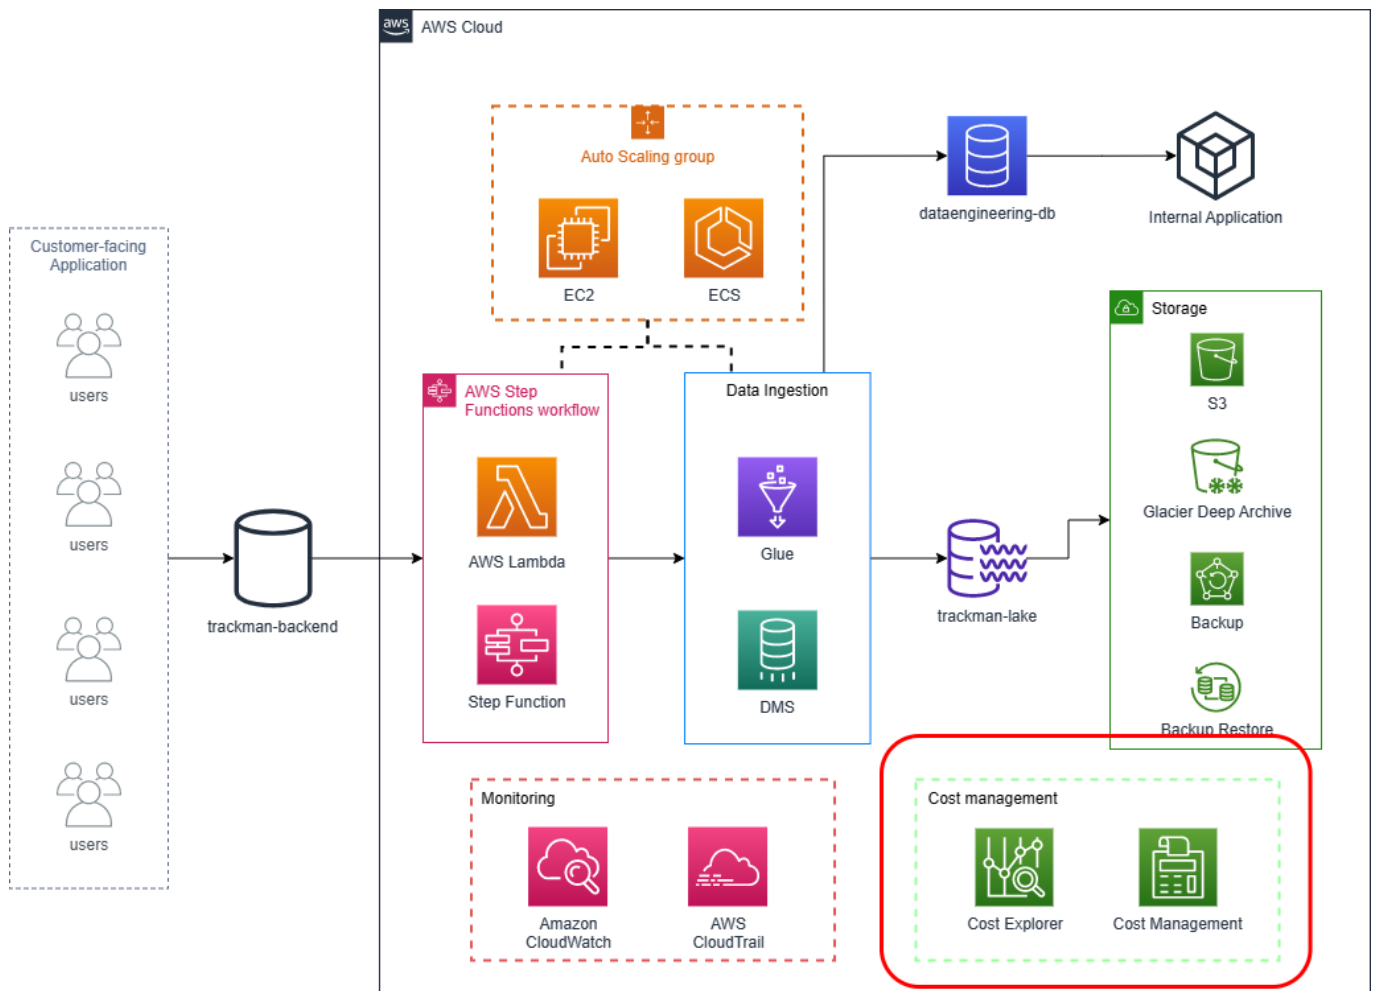 aws
AWS Cloud
Auto Scaling group
EC2
ECS
dataengineering-db
Internal Application
Customer-facing
Application
users
users
users
users
trackman-backend
AWS Step
Functions workflow
AWS Lambda
Step Function
Data Ingestion
Glue
DMS
trackman-lake
Storage
S3
Glacier Deep Archive
Backup
Backup Restore
Monitoring
Amazon
CloudWatch
AWS
CloudTrail
Cost management
Cost Explorer
Cost Management